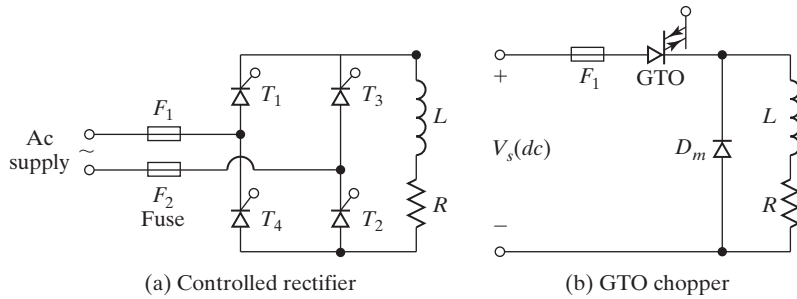 F₁
T₁
T₃
L
Ac
supply
~
F₂
Fuse
T₄
T₂
R
(a) Controlled rectifier
+
F₁
GTO
Vₛ(dc)
Dₘ
L
R
−
(b) GTO chopper